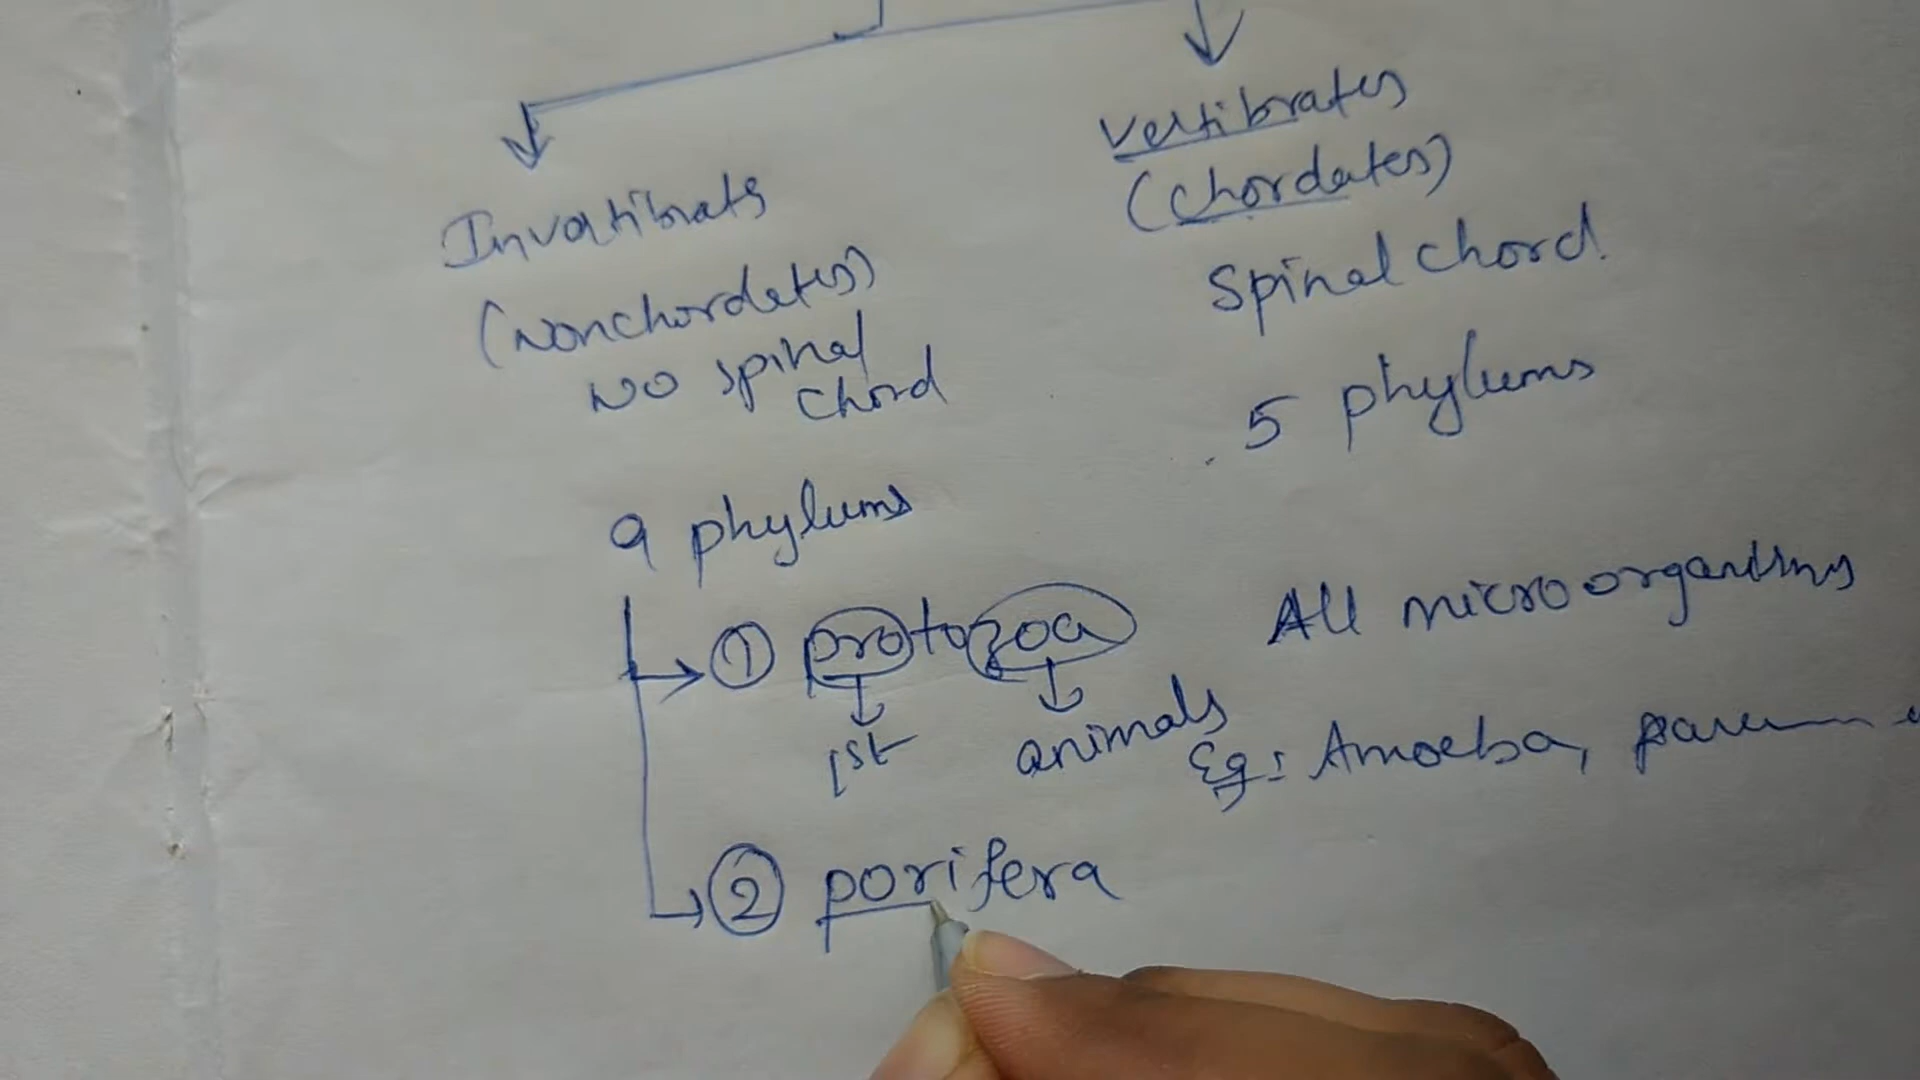 Invatibrats
(Nonchordates)
NO spinal
chord
Vertibrates
(chordates)
Spinal chord
5 phylums
9 phylums
① protozoa
1st
animals
All microorganisms
Eg: Amoeba,
② porifera